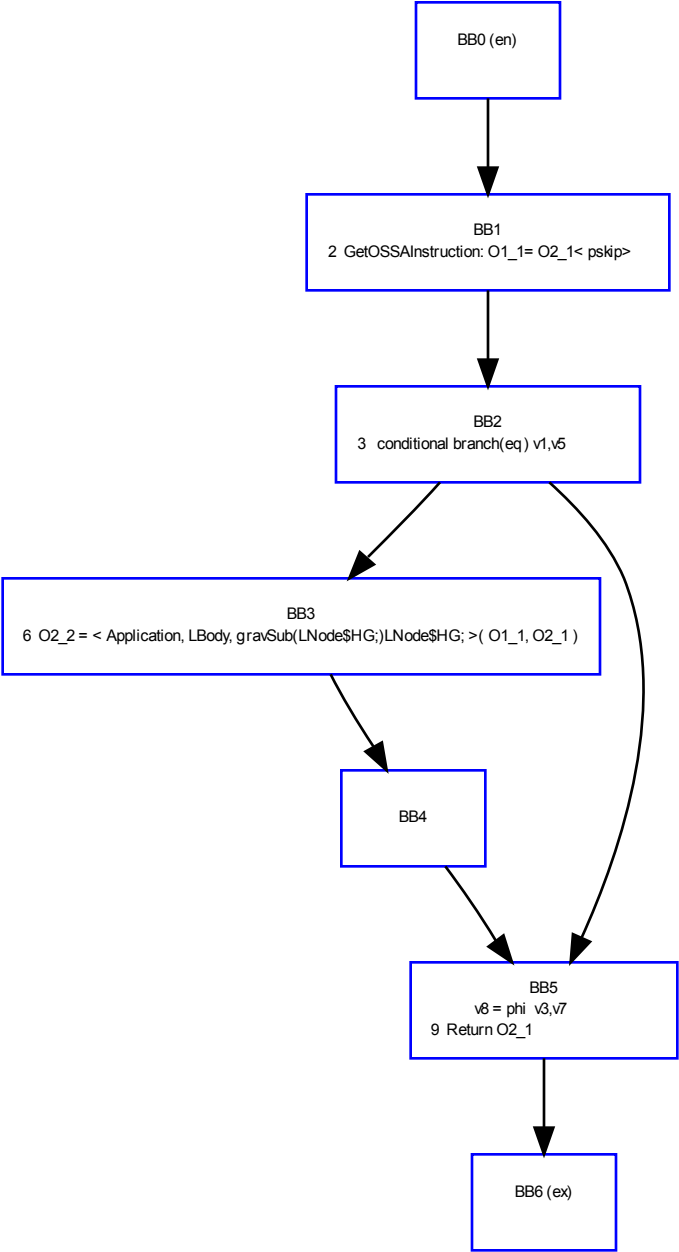 BB0 (en)
BB1
2 GetOSSAInstruction: O1_1= O2_1< pskip>
BB2
3 conditional branch(eq) v1,v5
BB3
6 O2_2 = < Application, LBody, gravSub(LNode$HG;)LNode$HG; >( O1_1, O2_1 )
BB4
BB5
v8 = phi v3,v7
9 Return O2_1
BB6 (ex)